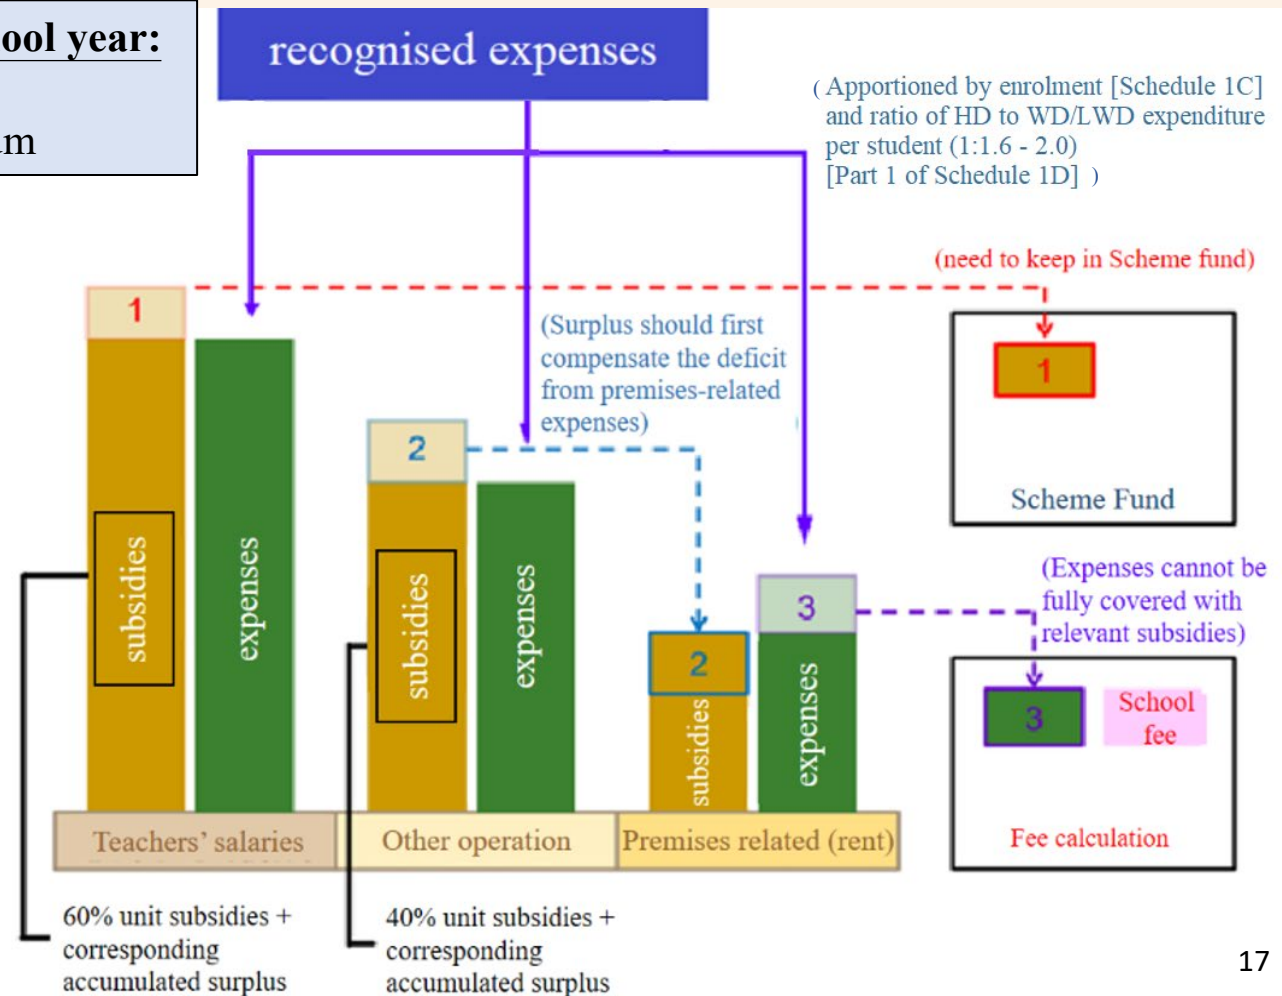 ool year:
recognised expenses
( Apportioned by enrolment [Schedule 1C]
and ratio of HD to WD/LWD expenditure
per student (1:1.6 - 2.0)
[Part 1 of Schedule 1D] )
(need to keep in Scheme fund)
1
1
Scheme Fund
(Surplus should first
compensate the deficit
from premises-related
expenses)
2
2
3
(Expenses cannot be
fully covered with
relevant subsidies)
3
School
fee
Fee calculation
subsidies
expenses
subsidies
expenses
subsidies
expenses
Teachers' salaries
Other operation
Premises related (rent)
60% unit subsidies +
corresponding
accumulated surplus
40% unit subsidies +
corresponding
accumulated surplus
17